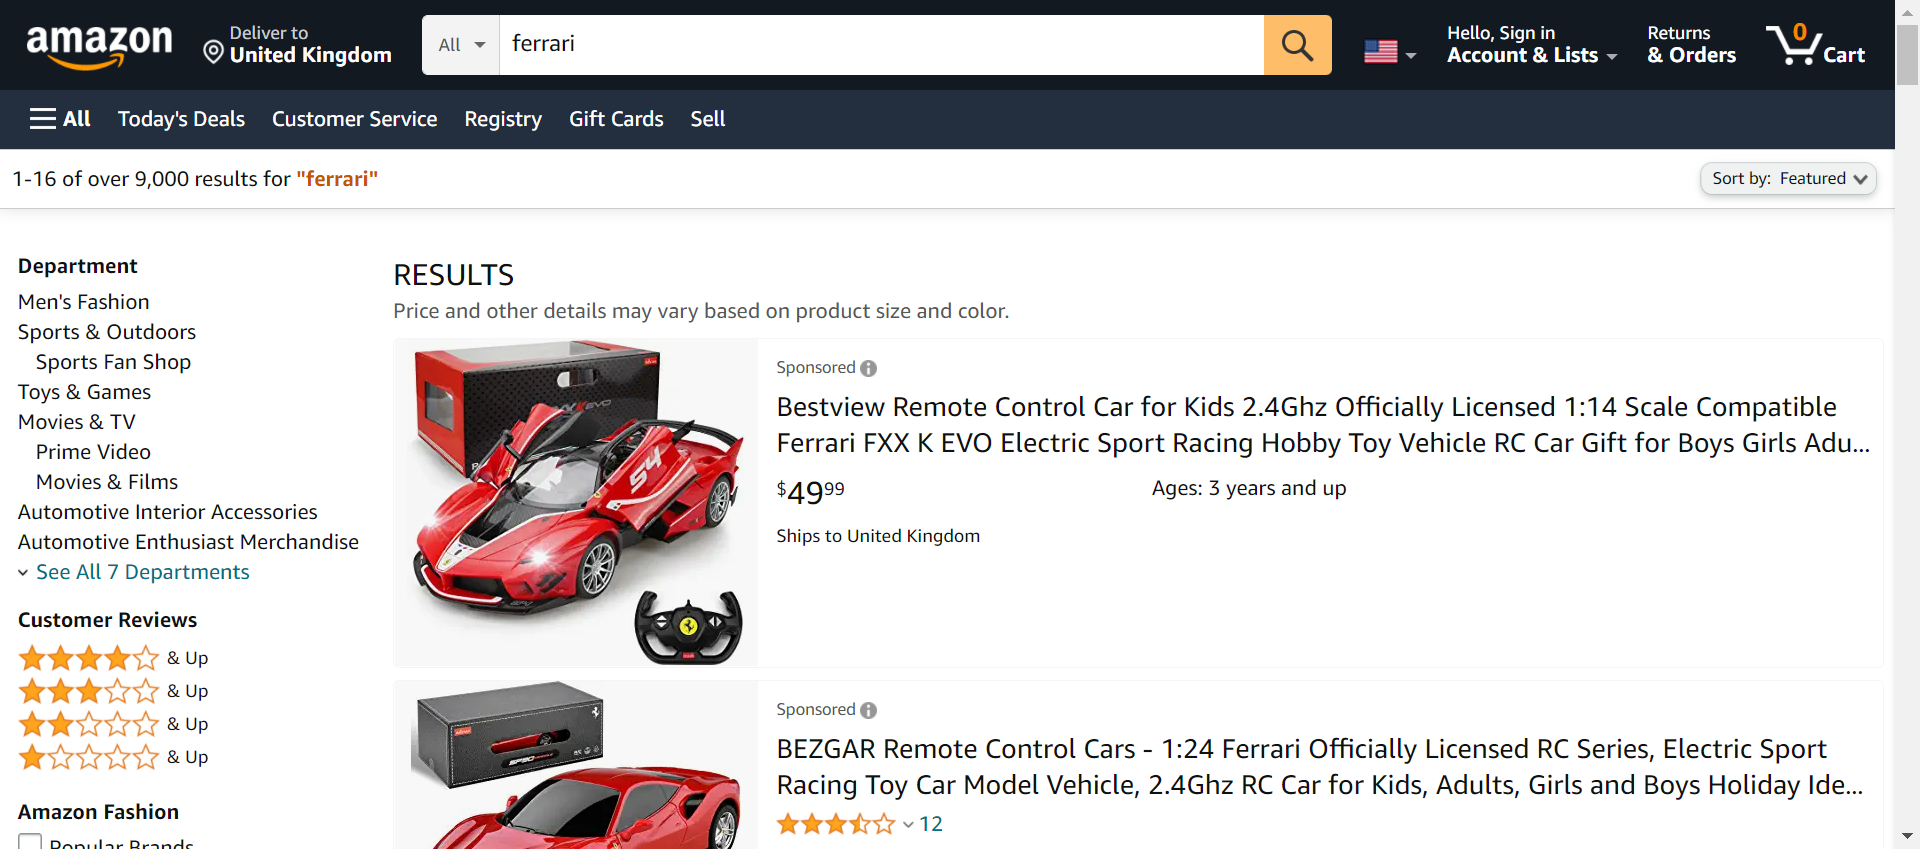 amazon
Deliver to
United Kingdom
All
ferrari
Hello, Sign in
Account & Lists
Returns
& Orders
0
Cart
All
Today's Deals
Customer Service
Registry
Gift Cards
Sell
1-16 of over 9,000 results for "ferrari"
Sort by: Featured
Department
Men's Fashion
Sports & Outdoors
Sports Fan Shop
Toys & Games
Movies & TV
Prime Video
Movies & Films
Automotive Interior Accessories
Automotive Enthusiast Merchandise
See All 7 Departments
Customer Reviews
& Up
& Up
& Up
& Up
Amazon Fashion
Popular Brands
RESULTS
Price and other details may vary based on product size and color.
54
Sponsored
Bestview Remote Control Car for Kids 2.4Ghz Officially Licensed 1:14 Scale Compatible
Ferrari FXX K EVO Electric Sport Racing Hobby Toy Vehicle RC Car Gift for Boys Girls Adu...
$4999
Ages: 3 years and up
Ships to United Kingdom
Sponsored
BEZGAR Remote Control Cars - 1:24 Ferrari Officially Licensed RC Series, Electric Sport
Racing Toy Car Model Vehicle, 2.4Ghz RC Car for Kids, Adults, Girls and Boys Holiday Ide...
12